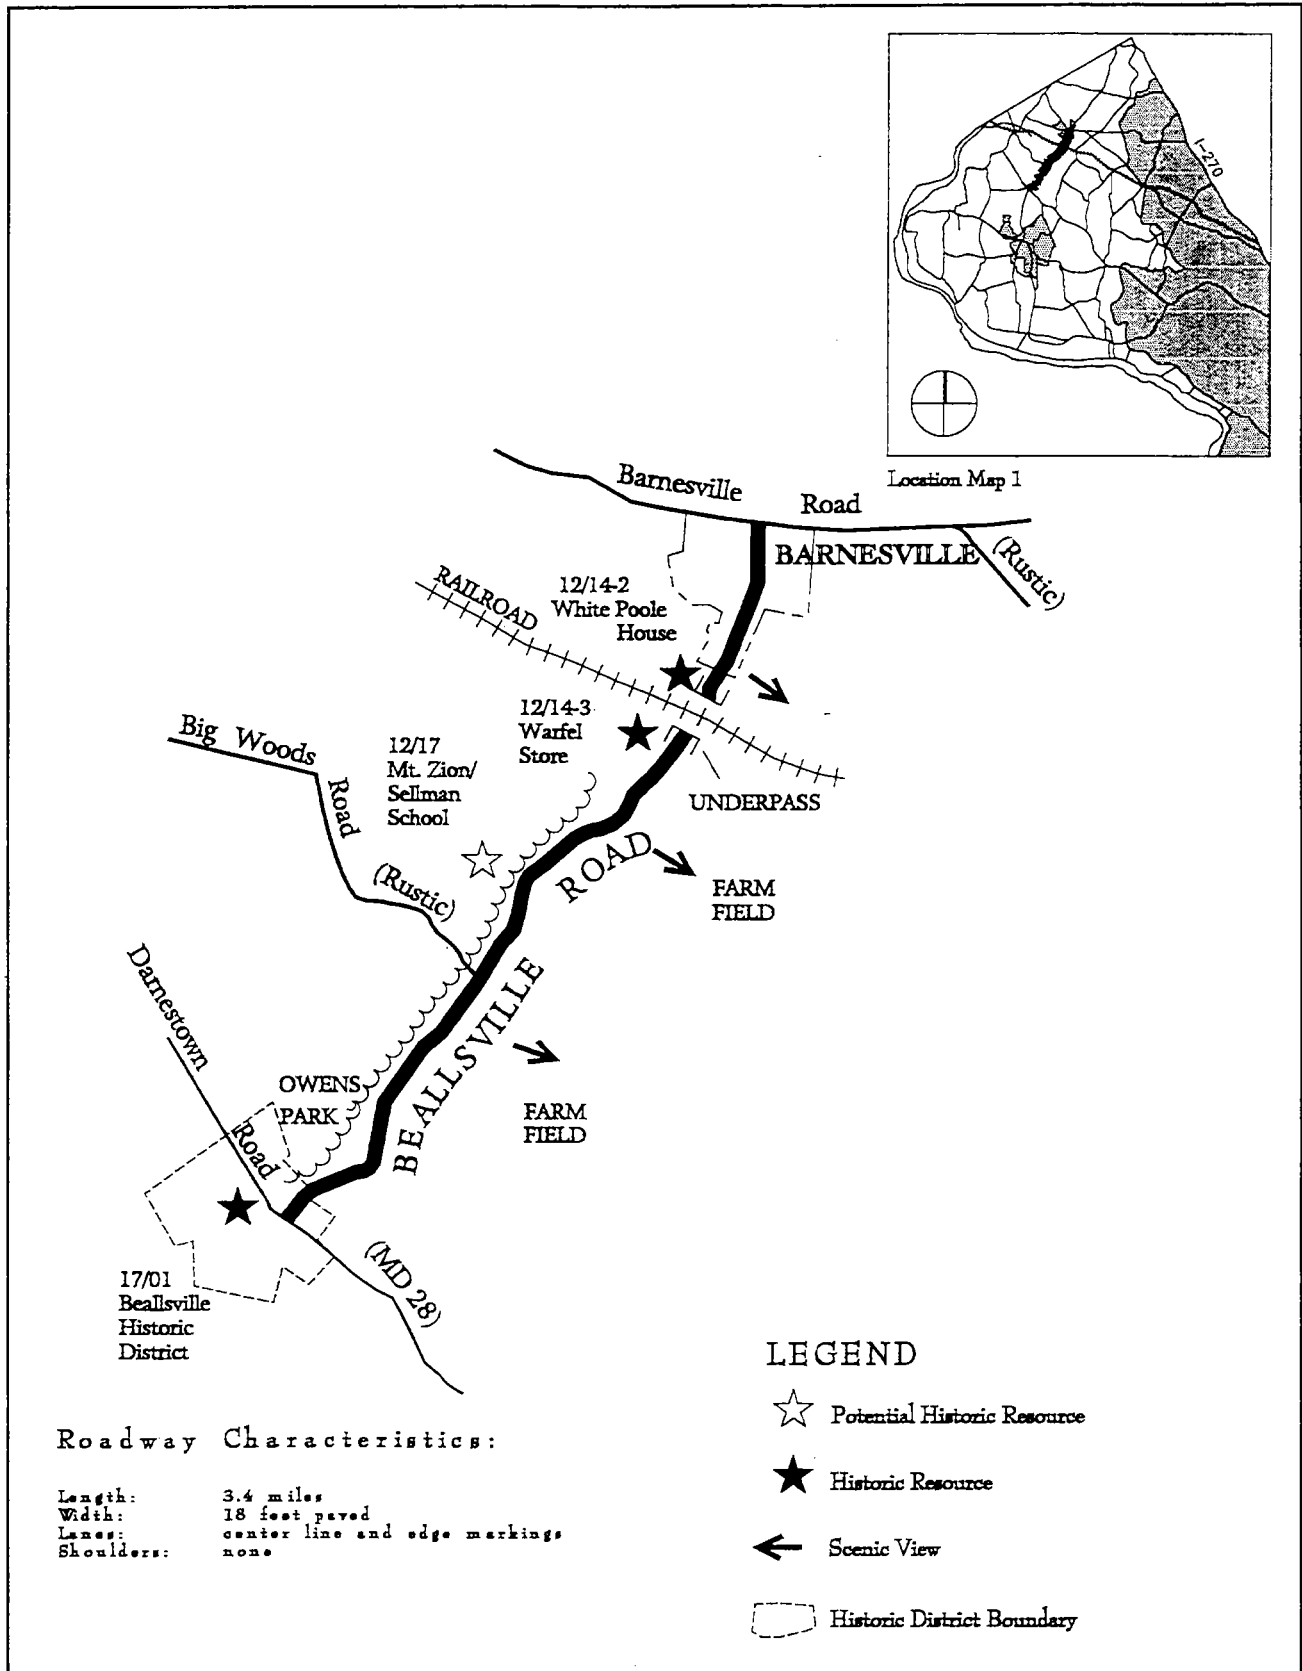 I-270
Location Map 1
Barnesville Road
BARNESVILLE
(Rustic)
RAILROAD
12/14-2
White Poole
House
12/14-3
Warfel
Store
UNDERPASS
Big Woods
Road
(Rustic)
12/17
Mt. Zion/
Sellman
School
BEALLSVILLE ROAD
FARM
FIELD
FARM
FIELD
Darnestown
Road
(MD 28)
OWENS
PARK
17/01
Beallsville
Historic
District
LEGEND
Potential Historic Resource
Historic Resource
Scenic View
Historic District Boundary
Roadway Characteristics:
Length: 3.4 miles
Width: 18 feet paved
Lanes: center line and edge markings
Shoulders: none